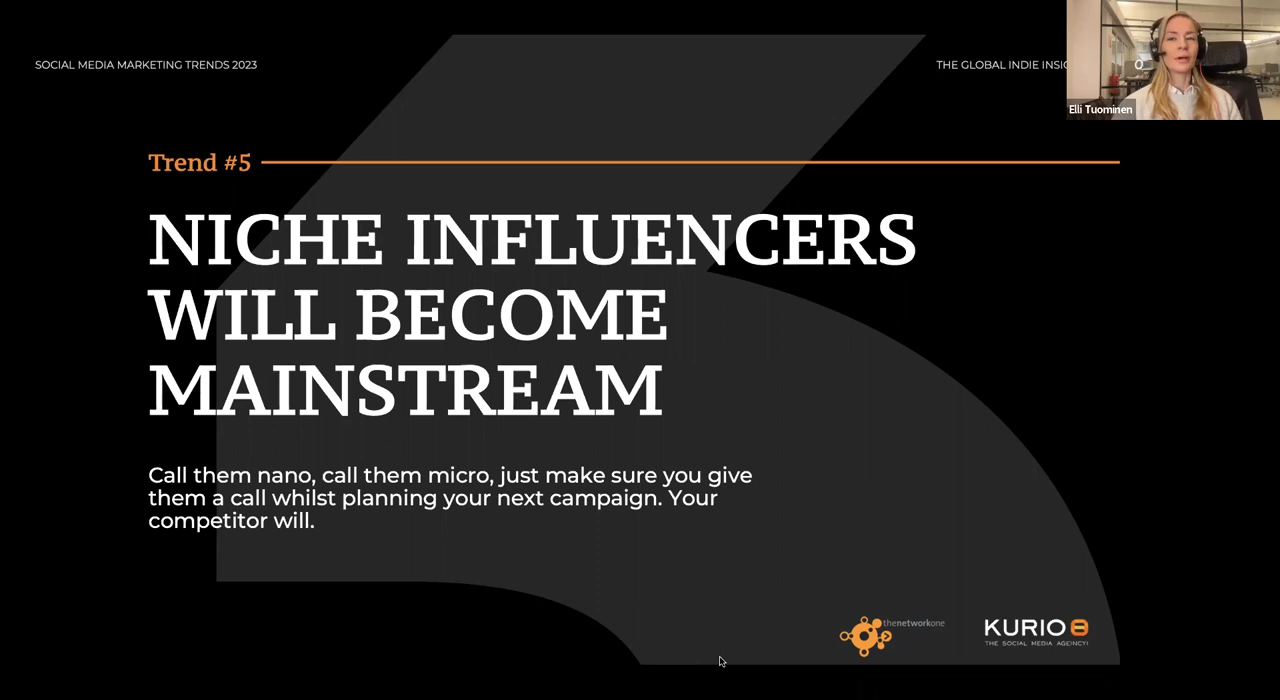 SOCIAL MEDIA MARKETING TRENDS 2023
THE GLOBAL INDIE
Elli Tuominen
Trend #5
NICHE INFLUENCERS
WILL BECOME
MAINSTREAM
Call them nano, call them micro, just make sure you give
them a call whilst planning your next campaign. Your
competitor will.
thenetworkone
KURIO
THE SOCIAL MEDIA AGENCY!